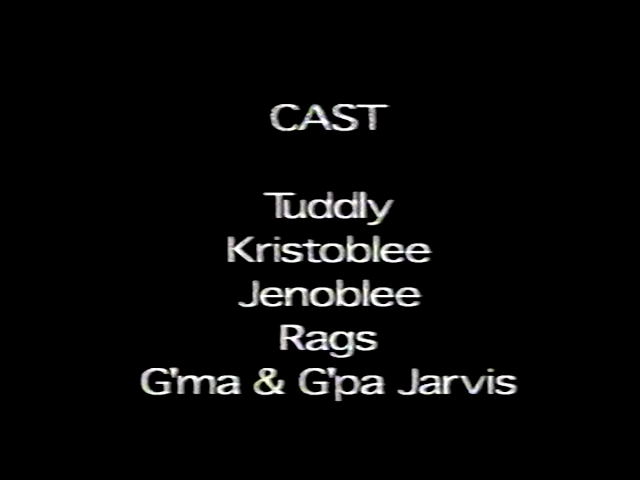 CAST
Tuddly
Kristoblee
Jenoblee
Rags
G'ma & G'pa Jarvis